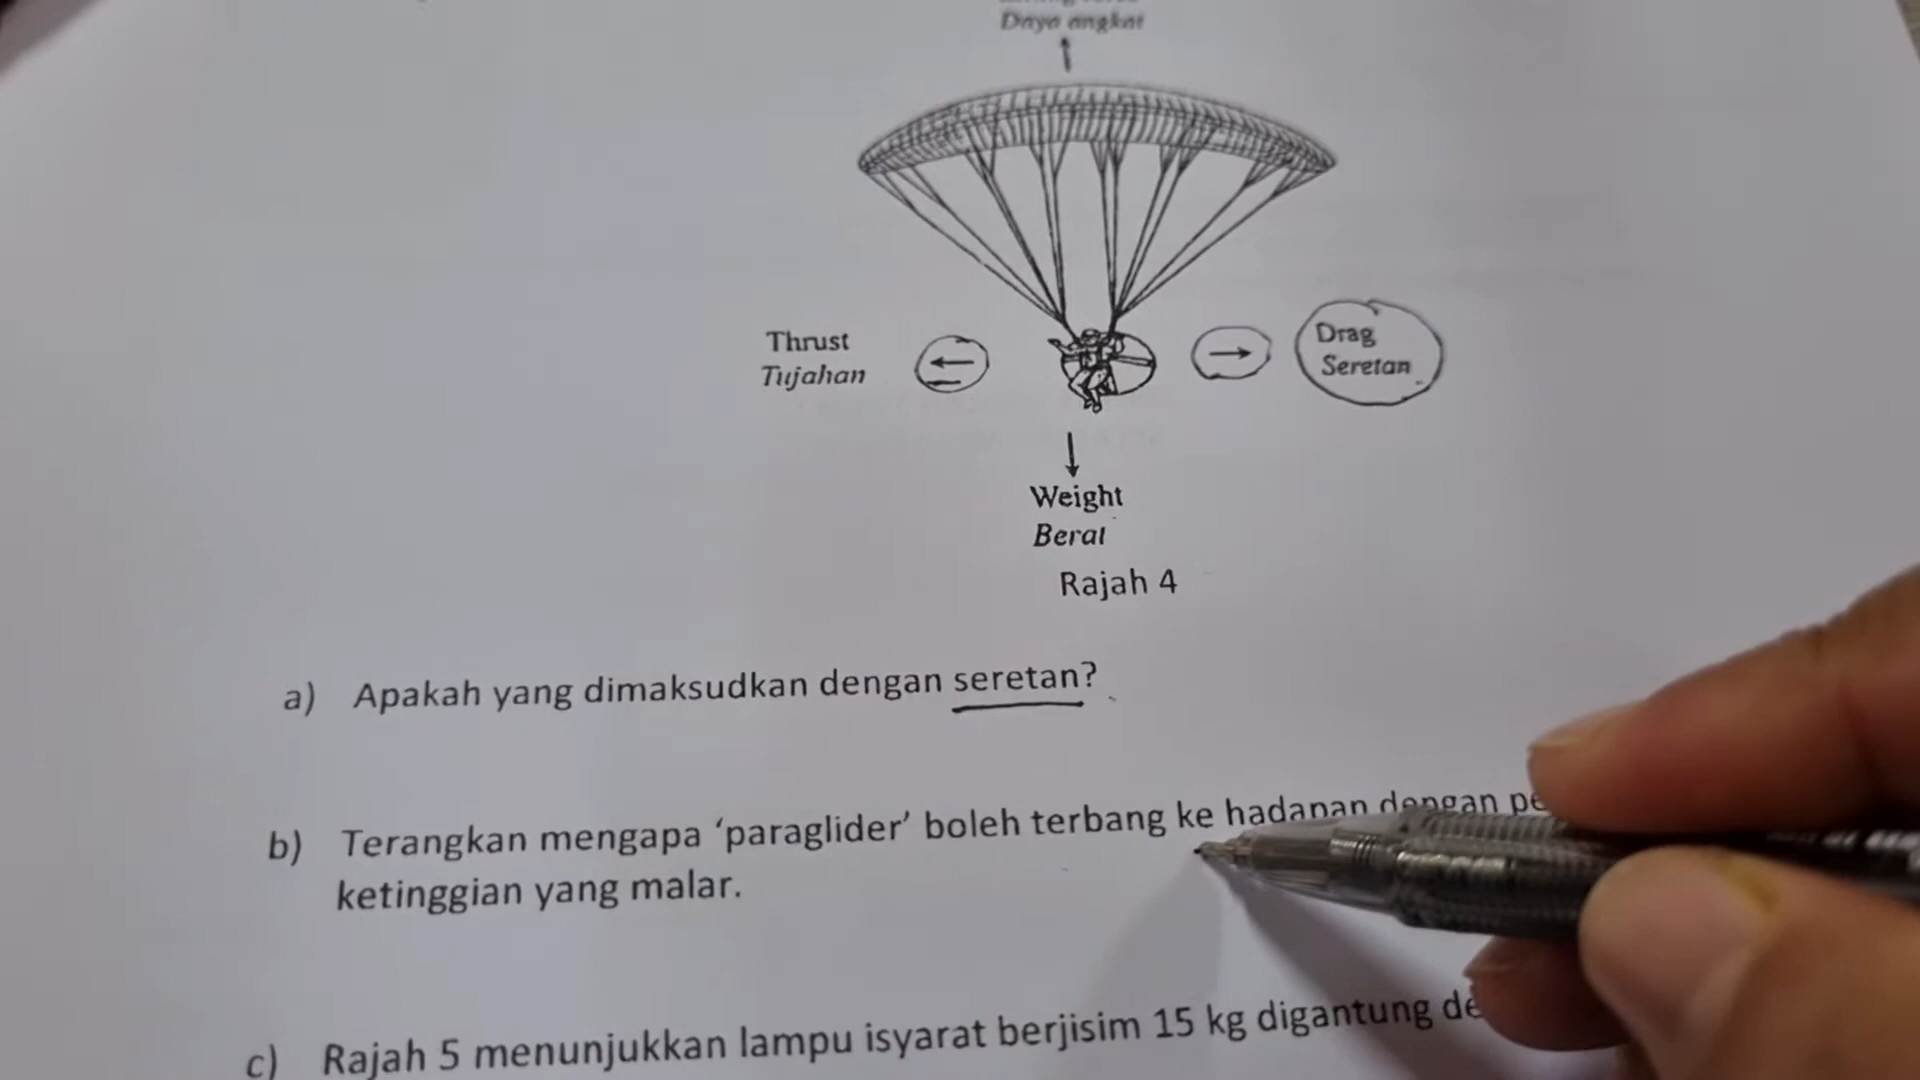 Daya angkat
Thrust
Tujahan
Drag
Seretan
Weight
Berat
Rajah 4
a) Apakah yang dimaksudkan dengan seretan?
b) Terangkan mengapa ‘paraglider’ boleh terbang ke hadapan dengan
ketinggian yang malar.
c) Rajah 5 menunjukkan lampu isyarat berjisim 15 kg digantung